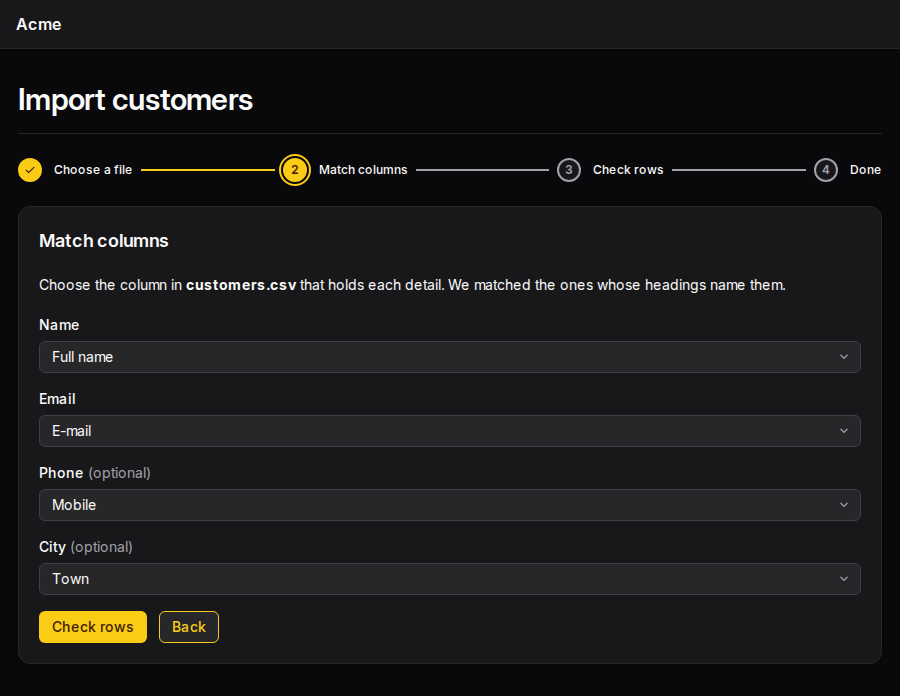 Acme
Import customers
Choose a file
2 Match columns
3 Check rows
4 Done
Match columns
Choose the column in customers.csv that holds each detail. We matched the ones whose headings name them.
Name
Full name
Email
E-mail
Phone (optional)
Mobile
City (optional)
Town
Check rows
Back